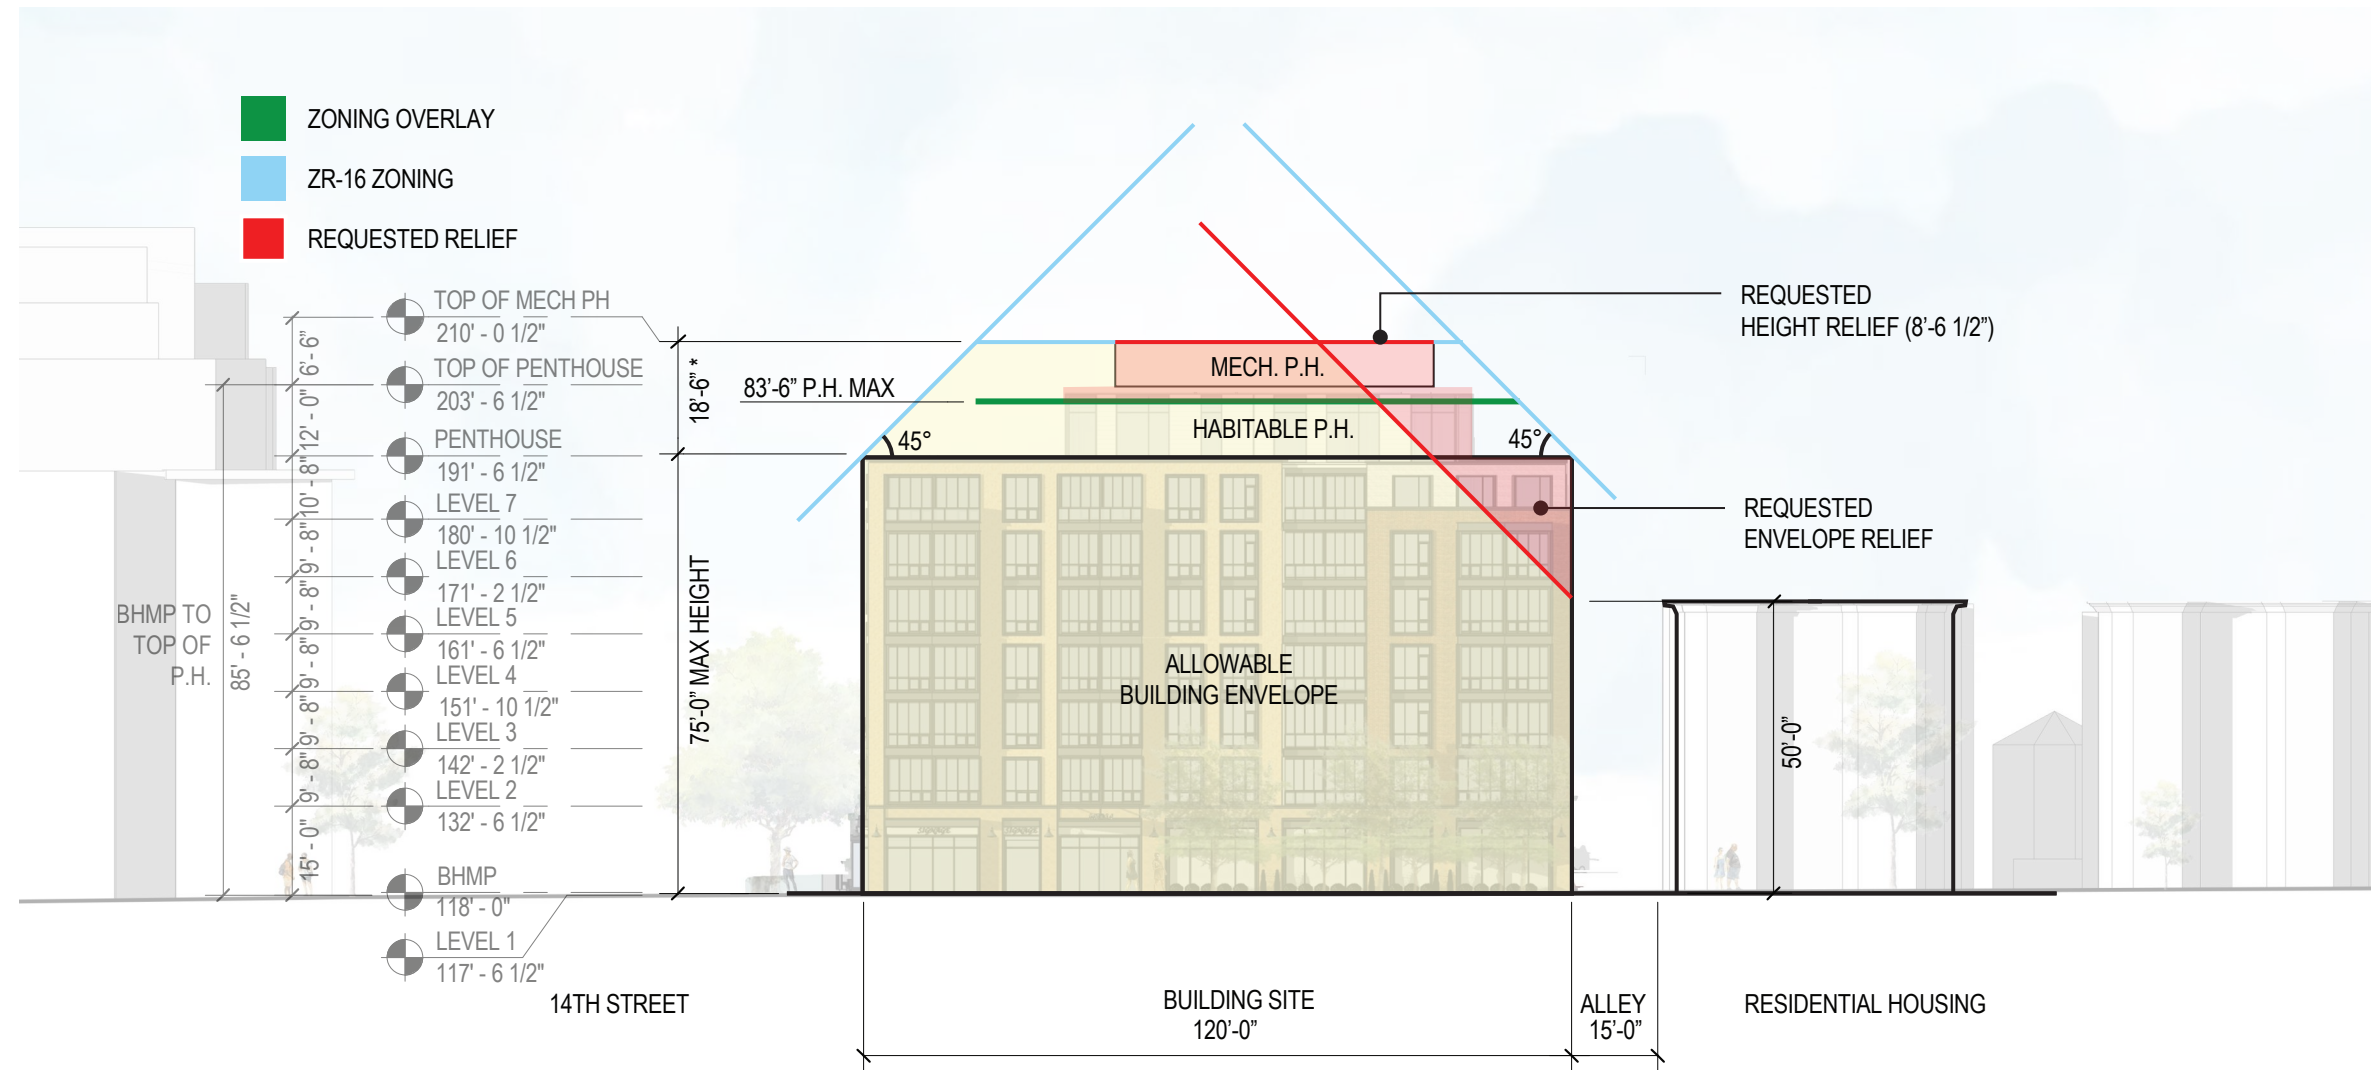 ZONING OVERLAY
ZR-16 ZONING
REQUESTED RELIEF
TOP OF MECH PH
210' - 0 1/2"
TOP OF PENTHOUSE
203' - 6 1/2"
PENTHOUSE
191' - 6 1/2"
LEVEL 7
180' - 10 1/2"
LEVEL 6
171' - 2 1/2"
LEVEL 5
161' - 6 1/2"
LEVEL 4
151' - 10 1/2"
LEVEL 3
142' - 2 1/2"
LEVEL 2
132' - 6 1/2"
BHMP
118' - 0"
LEVEL 1
117' - 6 1/2"
6' - 6"
12' - 0"
10' - 8"
9' - 8"
9' - 8"
9' - 8"
9' - 8"
9' - 8"
15' - 0"
BHMP TO
TOP OF
P.H.
85' - 6 1/2"
18'-6" *
75'-0" MAX HEIGHT
83'-6" P.H. MAX
45°
45°
MECH. P.H.
HABITABLE P.H.
ALLOWABLE
BUILDING ENVELOPE
REQUESTED
HEIGHT RELIEF (8'-6 1/2")
REQUESTED
ENVELOPE RELIEF
50'-0"
14TH STREET
BUILDING SITE
120'-0"
ALLEY
15'-0"
RESIDENTIAL HOUSING